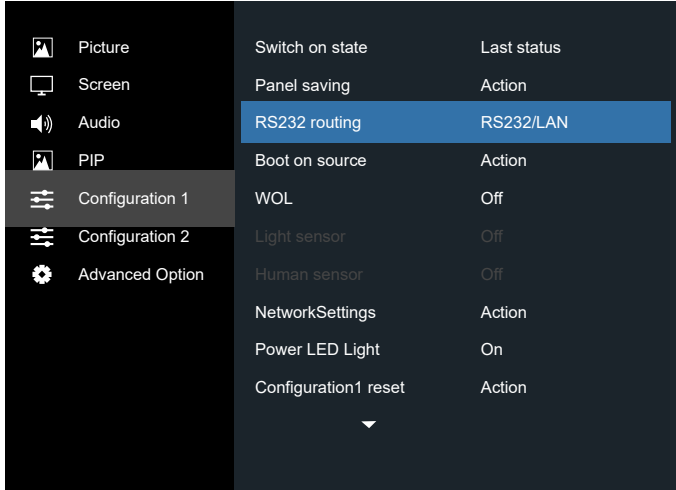 Picture
Screen
Audio
PIP
Configuration 1
Configuration 2
Advanced Option
Switch on state Last status
Panel saving Action
RS232 routing RS232/LAN
Boot on source Action
WOL Off
Light sensor Off
Human sensor Off
NetworkSettings Action
Power LED Light On
Configuration1 reset Action